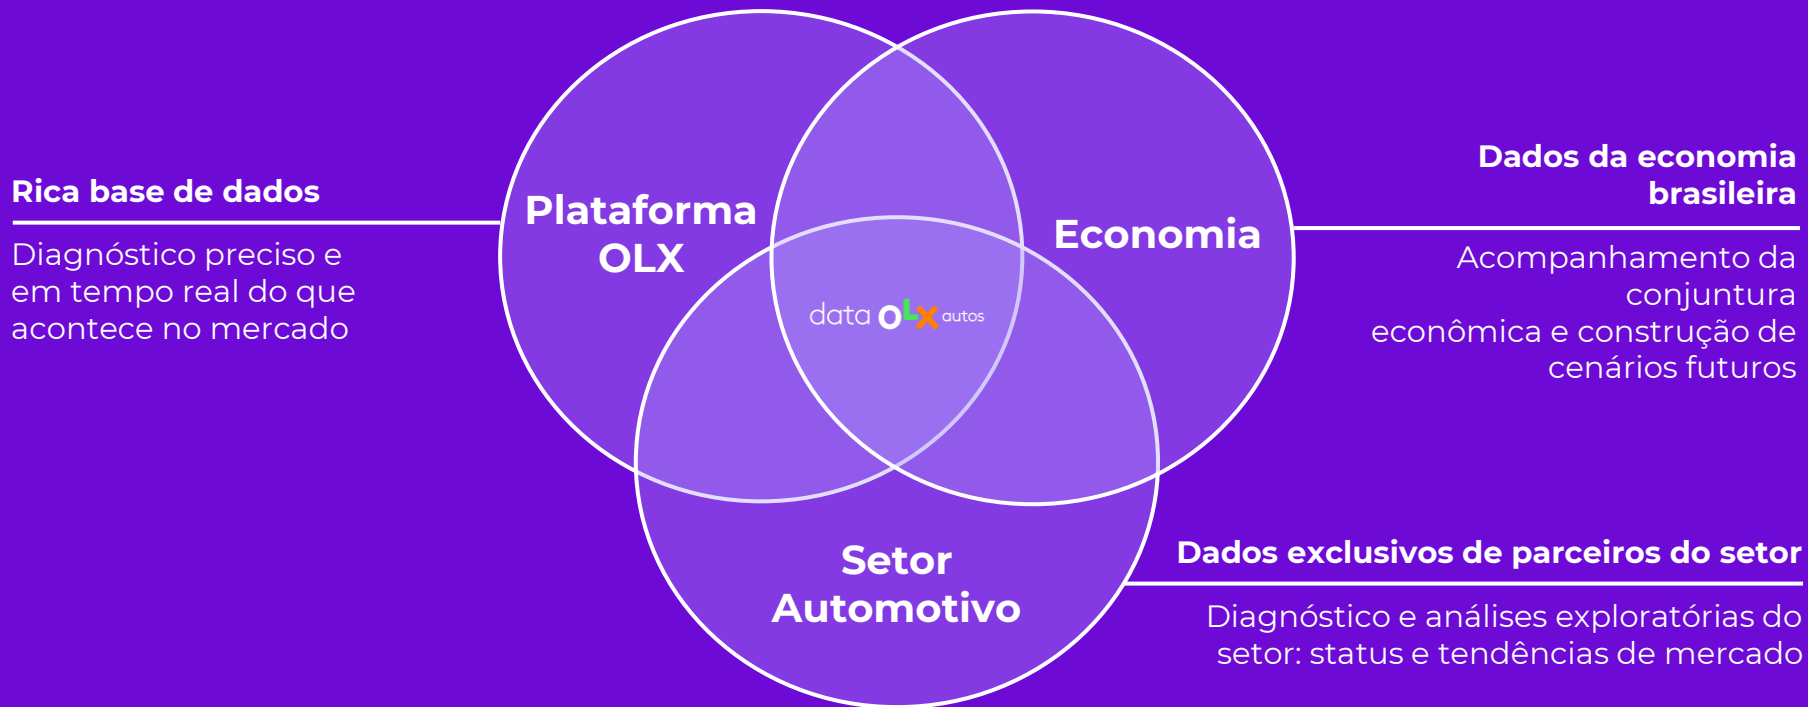 Rica base de dados
Diagnóstico preciso e
em tempo real do que
acontece no mercado
Plataforma
OLX
Economia
data OLX autos
Setor
Automotivo
Dados da economia
brasileira
Acompanhamento da
conjuntura
econômica e construção de
cenários futuros
Dados exclusivos de parceiros do setor
Diagnóstico e análises exploratórias do
setor: status e tendências de mercado